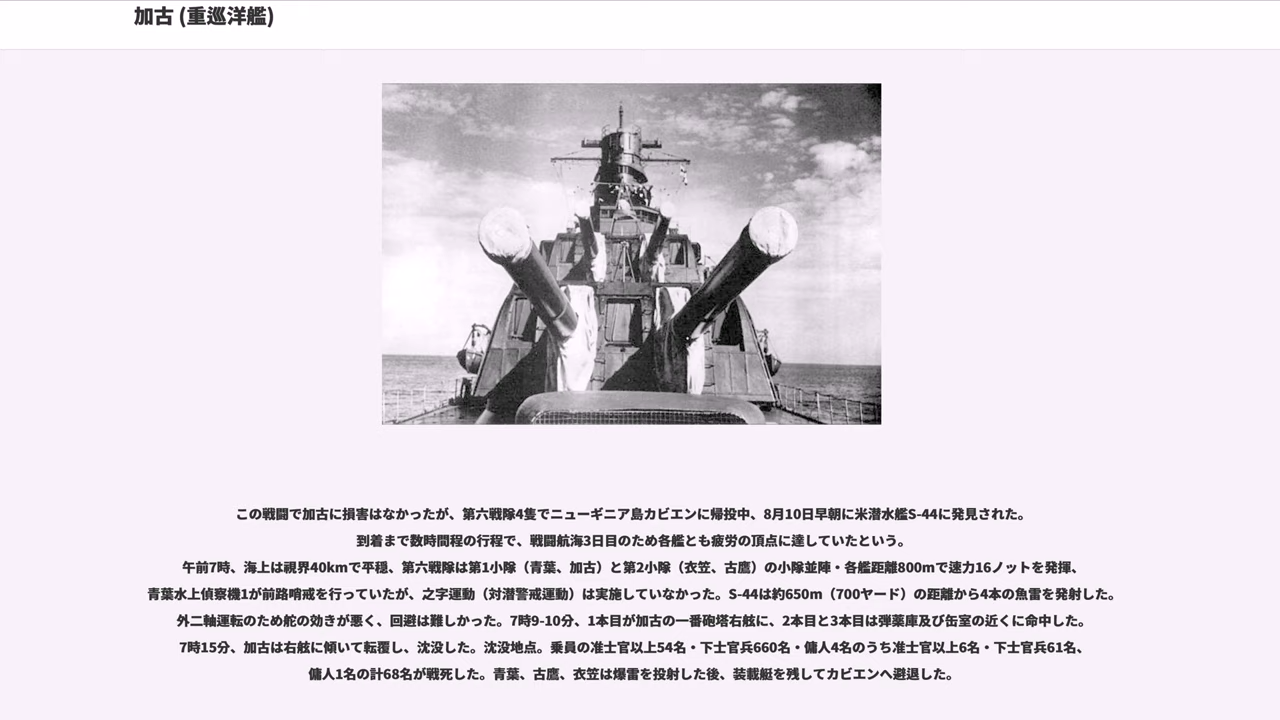 加古 (重巡洋艦)
この戦闘で加古に損害はなかったが、第六戦隊4隻でニューギニア島カビエンに帰投中、8月10日早朝に米潜水艦S-44に発見された。
到着まで数時間程の行程で、戦闘航海3日目のため各艦とも疲労の頂点に達していたという。
午前7時、海上は視界40kmで平穏、第六戦隊は第1小隊（青葉、加古）と第2小隊（衣笠、古鷹）の小隊並陣・各艦距離800mで速力16ノットを発揮、
青葉水上偵察機1が前路哨戒を行っていたが、之字運動（対潜警戒運動）は実施していなかった。S-44は約650m（700ヤード）の距離から4本の魚雷を発射した。
外二軸運転のため舵の効きが悪く、回避は難しかった。7時9-10分、1本目が加古の一番砲塔右舷に、2本目と3本目は弾薬庫及び缶室の近くに命中した。
7時15分、加古は右舷に傾いて転覆し、沈没した。沈没地点。乗員の准士官以上54名・下士官兵660名・傭人4名のうち准士官以上6名・下士官兵61名、
傭人1名の計68名が戦死した。青葉、古鷹、衣笠は爆雷を投射した後、装載艇を残してカビエンへ避退した。